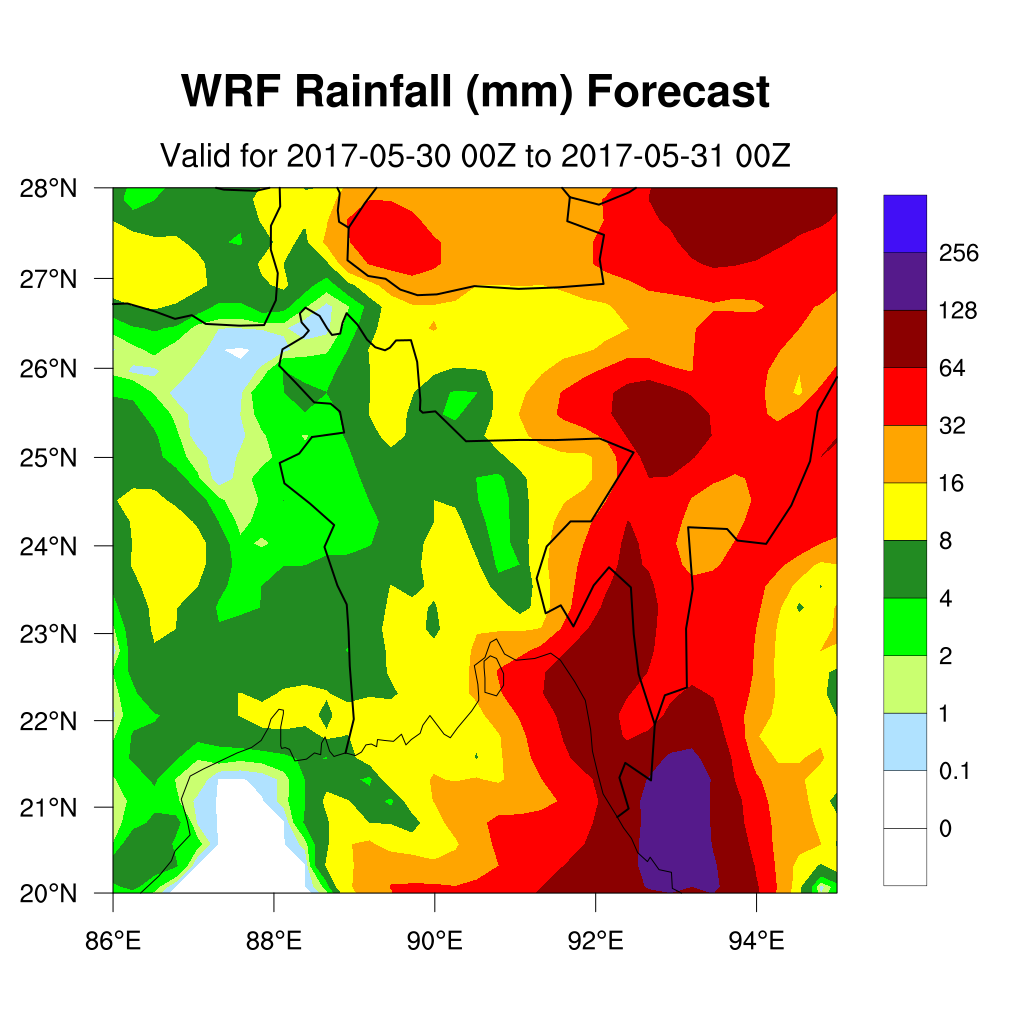 WRF Rainfall (mm) Forecast
Valid for 2017-05-30 00Z to 2017-05-31 00Z
28°N
27°N
26°N
25°N
24°N
23°N
22°N
21°N
20°N
86°E 88°E 90°E 92°E 94°E
256
128
64
32
16
8
4
2
1
0.1
0